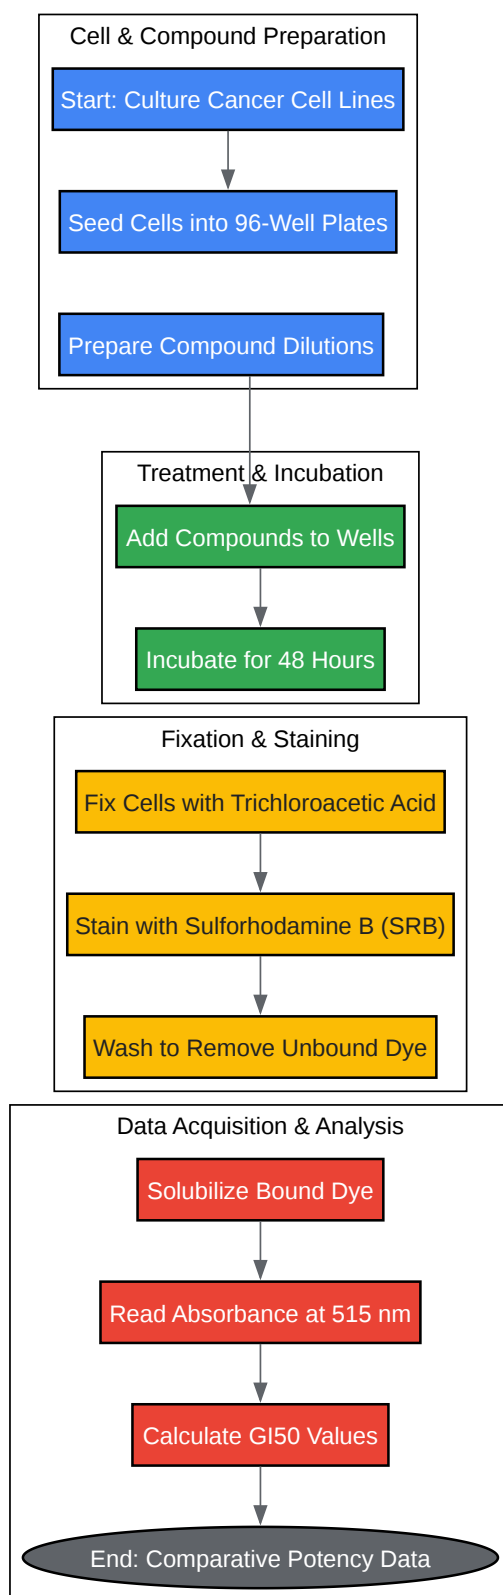 Cell & Compound Preparation
Start: Culture Cancer Cell Lines
Seed Cells into 96-Well Plates
Prepare Compound Dilutions
Treatment & Incubation
Add Compounds to Wells
Incubate for 48 Hours
Fixation & Staining
Fix Cells with Trichloroacetic Acid
Stain with Sulforhodamine B (SRB)
Wash to Remove Unbound Dye
Data Acquisition & Analysis
Solubilize Bound Dye
Read Absorbance at 515 nm
Calculate GI50 Values
End: Comparative Potency Data